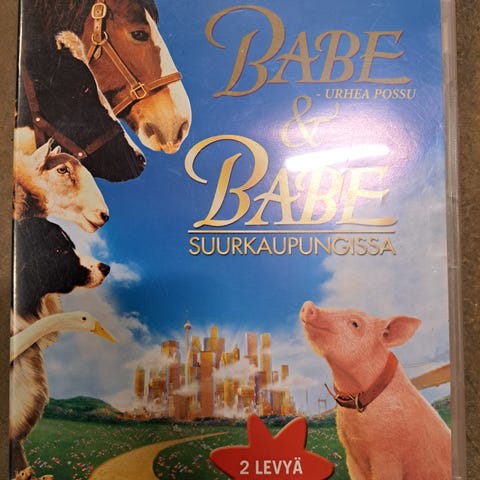 BABE
- URHEA POSSU
&
BABE
SUURKAUPUNGISSA
2 LEVYÄ